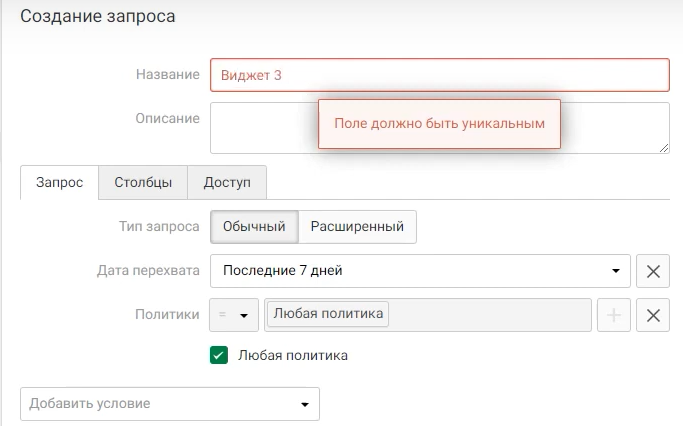 Создание запроса
Название Виджет 3
Описание
Поле должно быть уникальным
Запрос Столбцы Доступ
Тип запроса Обычный Расширенный
Дата перехвата Последние 7 дней
Политики = Любая политика
Любая политика
Добавить условие